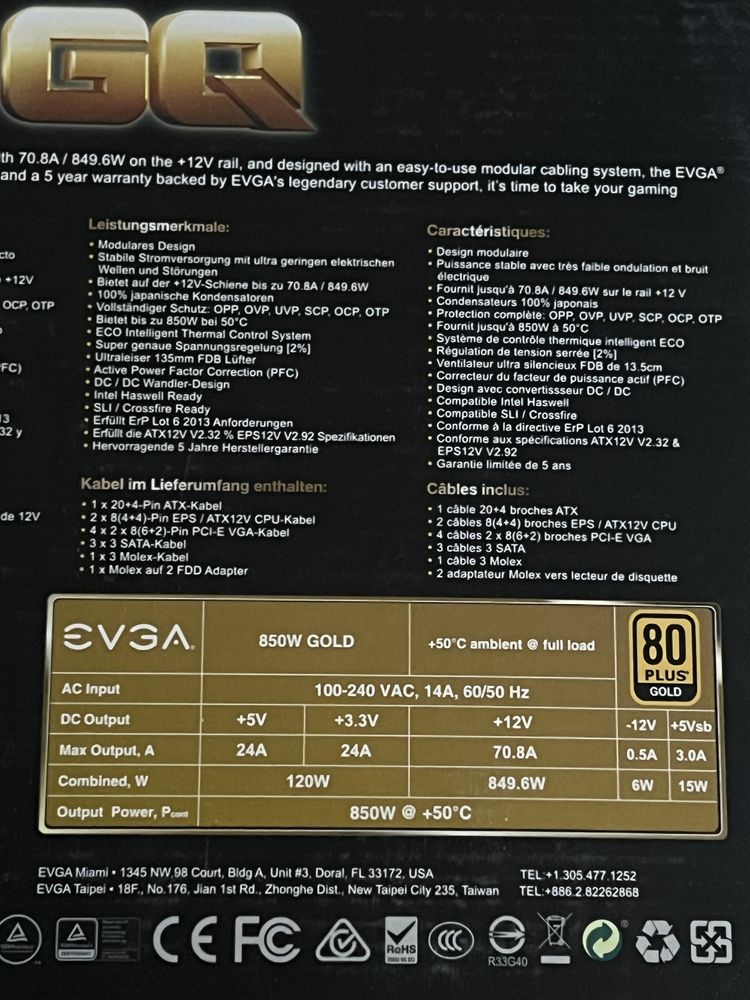 GQ
th 70.8A / 849.6W on the +12V rail, and designed with an easy-to-use modular cabling system, the EVGA®
and a 5 year warranty backed by EVGA's legendary customer support, it's time to take your gaming
cto
+12V
OCP, OTP
FC)
13
32 y
de 12V
Leistungsmerkmale:
• Modulares Design
• Stabile Stromversorgung mit ultra geringen elektrischen
Wellen und Störungen
• Bietet auf der +12V-Schiene bis zu 70.8A / 849.6W
• 100% japanische Kondensatoren
• Vollständiger Schutz: OPP, OVP, UVP, SCP, OCP, OTP
• Bietet bis zu 850W bei 50°C
• ECO Intelligent Thermal Control System
• Super genaue Spannungsregelung [2%]
• Ultraleiser 135mm FDB Lüfter
• Active Power Factor Correction (PFC)
• DC / DC Wandler-Design
• Intel Haswell Ready
• SLI / Crossfire Ready
• Erfüllt ErP Lot 6 2013 Anforderungen
• Erfüllt die ATX12V V2.32 % EPS12V V2.92 Spezifikationen
• Hervorragende 5 Jahre Herstellergarantie
Kabel im Lieferumfang enthalten:
• 1 x 20+4-Pin ATX-Kabel
• 2 x 8(4+4)-Pin EPS / ATX12V CPU-Kabel
• 4 x 2 x 8(6+2)-Pin PCI-E VGA-Kabel
• 3 x 3 SATA-Kabel
• 1 x 3 Molex-Kabel
• 1 x Molex auf 2 FDD Adapter
Caractéristiques:
• Design modulaire
• Puissance stable avec très faible ondulation et bruit
électrique
• Fournit jusqu'à 70.8A / 849.6W sur le rail +12 V
• Condensateurs 100% japonais
• Protection complète: OPP, OVP, UVP, SCP, OCP, OTP
• Fournit jusqu'à 850W à 50°C
• Système de contrôle thermique intelligent ECO
• Régulation de tension serrée [2%]
• Ventilateur ultra silencieux FDB de 13.5cm
• Correcteur du facteur de puissance actif (PFC)
• Design avec convertissseur DC / DC
• Compatible Intel Haswell
• Compatible SLI / Crossfire
• Conforme à la directive ErP Lot 6 2013
• Conforme aux spécifications ATX12V V2.32 &
EPS12V V2.92
• Garantie limitée de 5 ans
Câbles inclus:
• 1 câble 20+4 broches ATX
• 2 câbles 8(4+4) broches EPS / ATX12V CPU
• 4 câbles 2 x 8(6+2) broches PCI-E VGA
• 3 câbles 3 SATA
• 1 câble 3 Molex
• 2 adaptateur Molex vers lecteur de disquette
EVGA. 850W GOLD +50°C ambient @ full load
80
PLUS
GOLD
AC Input 100-240 VAC, 14A, 60/50 Hz
DC Output +5V +3.3V +12V -12V +5Vsb
Max Output, A 24A 24A 70.8A 0.5A 3.0A
Combined, W 120W 849.6W 6W 15W
Output Power, Pcont 850W @ +50°C
EVGA Miami • 1345 NW,98 Court, Bldg A, Unit #3, Doral, FL 33172, USA TEL:+1.305.477.1252
EVGA Taipei • 18F., No.176, Jian 1st Rd., Zhonghe Dist., New Taipei City 235, Taiwan TEL:+886.2.82262868
CE FC RoHS CCC
R33G40